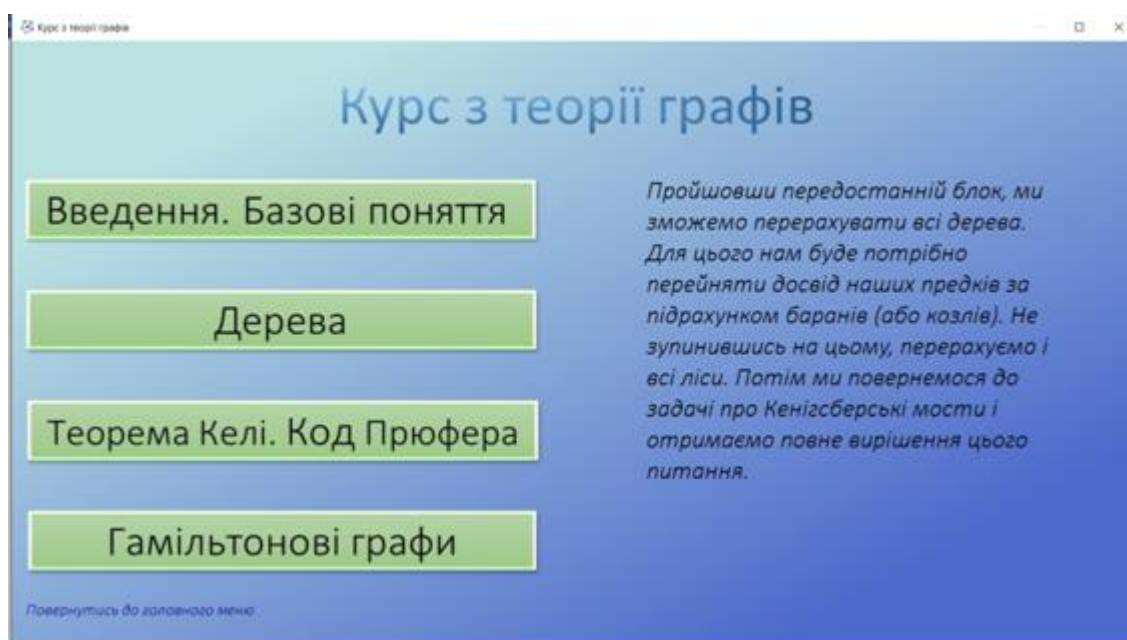 Курс з теорії графів
Курс з теорії графів
Введення. Базові поняття
Дерева
Теорема Келі. Код Прюфера
Гамільтонові графи
Повернутись до головного меню
Пройшовши передостанній блок, ми
зможемо перерахувати всі дерева.
Для цього нам буде потрібно
перейняти досвід наших предків за
підрахунком баранів (або козлів). Не
зупинившись на цьому, перерахуємо і
всі ліси. Потім ми повернемося до
задачі про Кенігсберські мости і
отримаємо повне вирішення цього
питання.